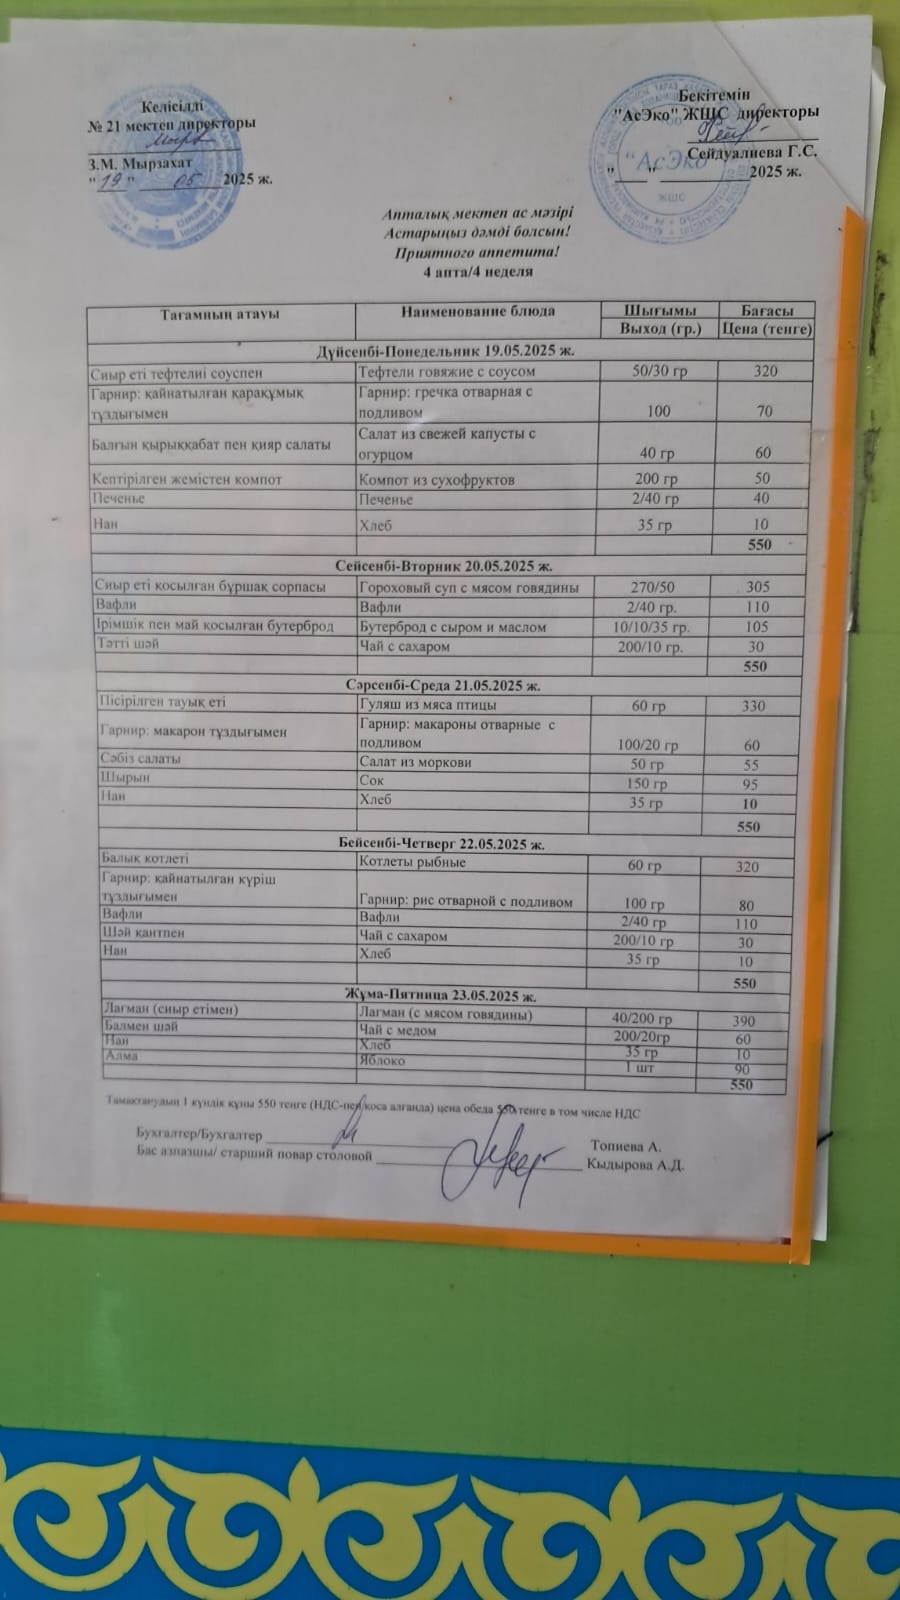 Келісілді
№ 21 мектеп директоры
З.М. Мырзахат
"19" 05 2025 ж.
Бекітемін
"АсЭко" ЖШС директоры
Сейдуалиева Г.С.
"____" ________ 2025 ж.
"АсЭко"
ЖШС
Апталық мектеп ас мәзірі
Астарыңыз дәмді болсын!
Приятного аппетита!
4 апта/4 неделя
Тағамның атауы Наименование блюда Шығымы Бағасы
Выход (гр.) Цена (тенге)
Дүйсенбі-Понедельник 19.05.2025 ж.
Сиыр еті тефтелиі соуспен Тефтели говяжие с соусом 50/30 гр 320
Гарнир: қайнатылған қарақұмық тұздығымен Гарнир: гречка отварная с подливом 100 70
Балғын қырыққабат пен қияр салаты Салат из свежей капусты с огурцом 40 гр 60
Кептірілген жемістен компот Компот из сухофруктов 200 гр 50
Печенье Печенье 2/40 гр 40
Нан Хлеб 35 гр 10
550
Сейсенбі-Вторник 20.05.2025 ж.
Сиыр еті қосылған бұршақ сорпасы Гороховый суп с мясом говядины 270/50 305
Вафли Вафли 2/40 гр. 110
Ірімшік пен май қосылған бутерброд Бутерброд с сыром и маслом 10/10/35 гр. 105
Тәтті шәй Чай с сахаром 200/10 гр. 30
550
Сәрсенбі-Среда 21.05.2025 ж.
Пісірілген тауық еті Гуляш из мяса птицы 60 гр 330
Гарнир: макарон тұздығымен Гарнир: макароны отварные с подливом 100/20 гр 60
Сәбіз салаты Салат из моркови 50 гр 55
Шырын Сок 150 гр 95
Нан Хлеб 35 гр 10
550
Бейсенбі-Четверг 22.05.2025 ж.
Балық котлеті Котлеты рыбные 60 гр 320
Гарнир: қайнатылған күріш тұздығымен Гарнир: рис отварной с подливом 100 гр 80
Вафли Вафли 2/40 гр 110
Шәй қантпен Чай с сахаром 200/10 гр 30
Нан Хлеб 35 гр 10
550
Жұма-Пятница 23.05.2025 ж.
Лагман (сиыр етімен) Лагман (с мясом говядины) 40/200 гр 390
Балмен шәй Чай с медом 200/20гр 60
Нан Хлеб 35 гр 10
Алма Яблоко 1 шт 90
550
Тамақтанудың 1 күндік құны 550 теңге (НДС-пен қоса алғанда) цена обеда 550 тенге в том числе НДС
Бухгалтер/Бухгалтер Топиева А.
Бас аспазшы/ старший повар столовой Кыдырова А.Д.